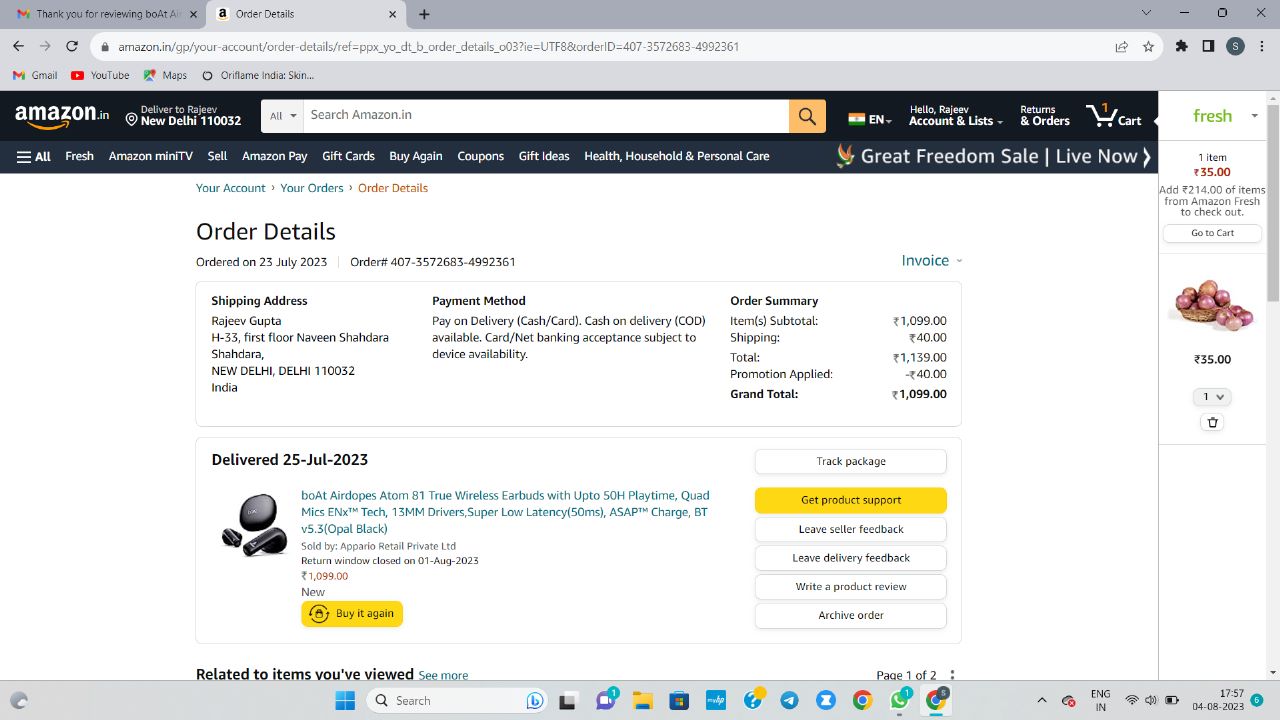 Thank you for reviewing boAt Air
Order Details
amazon.in/gp/your-account/order-details/ref=ppx_yo_dt_b_order_details_o03?ie=UTF8&orderID=407-3572683-4992361
S
Gmail
YouTube
Maps
Oriflame India: Skin...
amazon.in
Deliver to Rajeev
New Delhi 110032
All
Search Amazon.in
EN
Hello, Rajeev
Account & Lists
Returns
& Orders
1
Cart
All
Fresh
Amazon miniTV
Sell
Amazon Pay
Gift Cards
Buy Again
Coupons
Gift Ideas
Health, Household & Personal Care
Great Freedom Sale | Live Now
fresh
1 item
₹35.00
Add ₹214.00 of items
from Amazon Fresh
to check out.
Go to Cart
₹35.00
1
Your Account › Your Orders › Order Details
Order Details
Ordered on 23 July 2023
Order# 407-3572683-4992361
Invoice
Shipping Address
Rajeev Gupta
H-33, first floor Naveen Shahdara
Shahdara,
NEW DELHI, DELHI 110032
India
Payment Method
Pay on Delivery (Cash/Card). Cash on delivery (COD)
available. Card/Net banking acceptance subject to
device availability.
Order Summary
Item(s) Subtotal: ₹1,099.00
Shipping: ₹40.00
Total: ₹1,139.00
Promotion Applied: -₹40.00
Grand Total: ₹1,099.00
Delivered 25-Jul-2023
boAt Airdopes Atom 81 True Wireless Earbuds with Upto 50H Playtime, Quad
Mics ENx™ Tech, 13MM Drivers,Super Low Latency(50ms), ASAP™ Charge, BT
v5.3(Opal Black)
Sold by: Appario Retail Private Ltd
Return window closed on 01-Aug-2023
₹1,099.00
New
Buy it again
Track package
Get product support
Leave seller feedback
Leave delivery feedback
Write a product review
Archive order
Related to items you've viewed See more
Page 1 of 2
Search
1
myhp
1
S
ENG
IN
17:57
04-08-2023
6